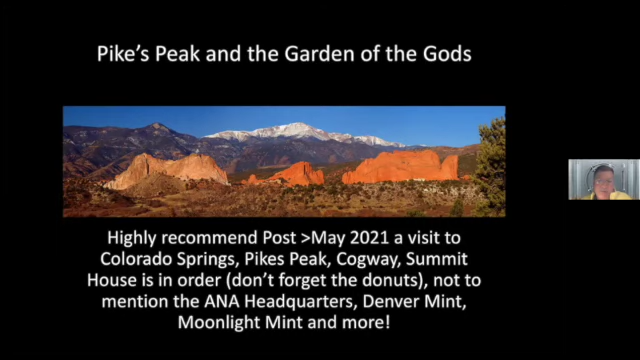 Pike's Peak and the Garden of the Gods
Highly recommend Post >May 2021 a visit to
Colorado Springs, Pikes Peak, Cogway, Summit
House is in order (don't forget the donuts), not to
mention the ANA Headquarters, Denver Mint,
Moonlight Mint and more!